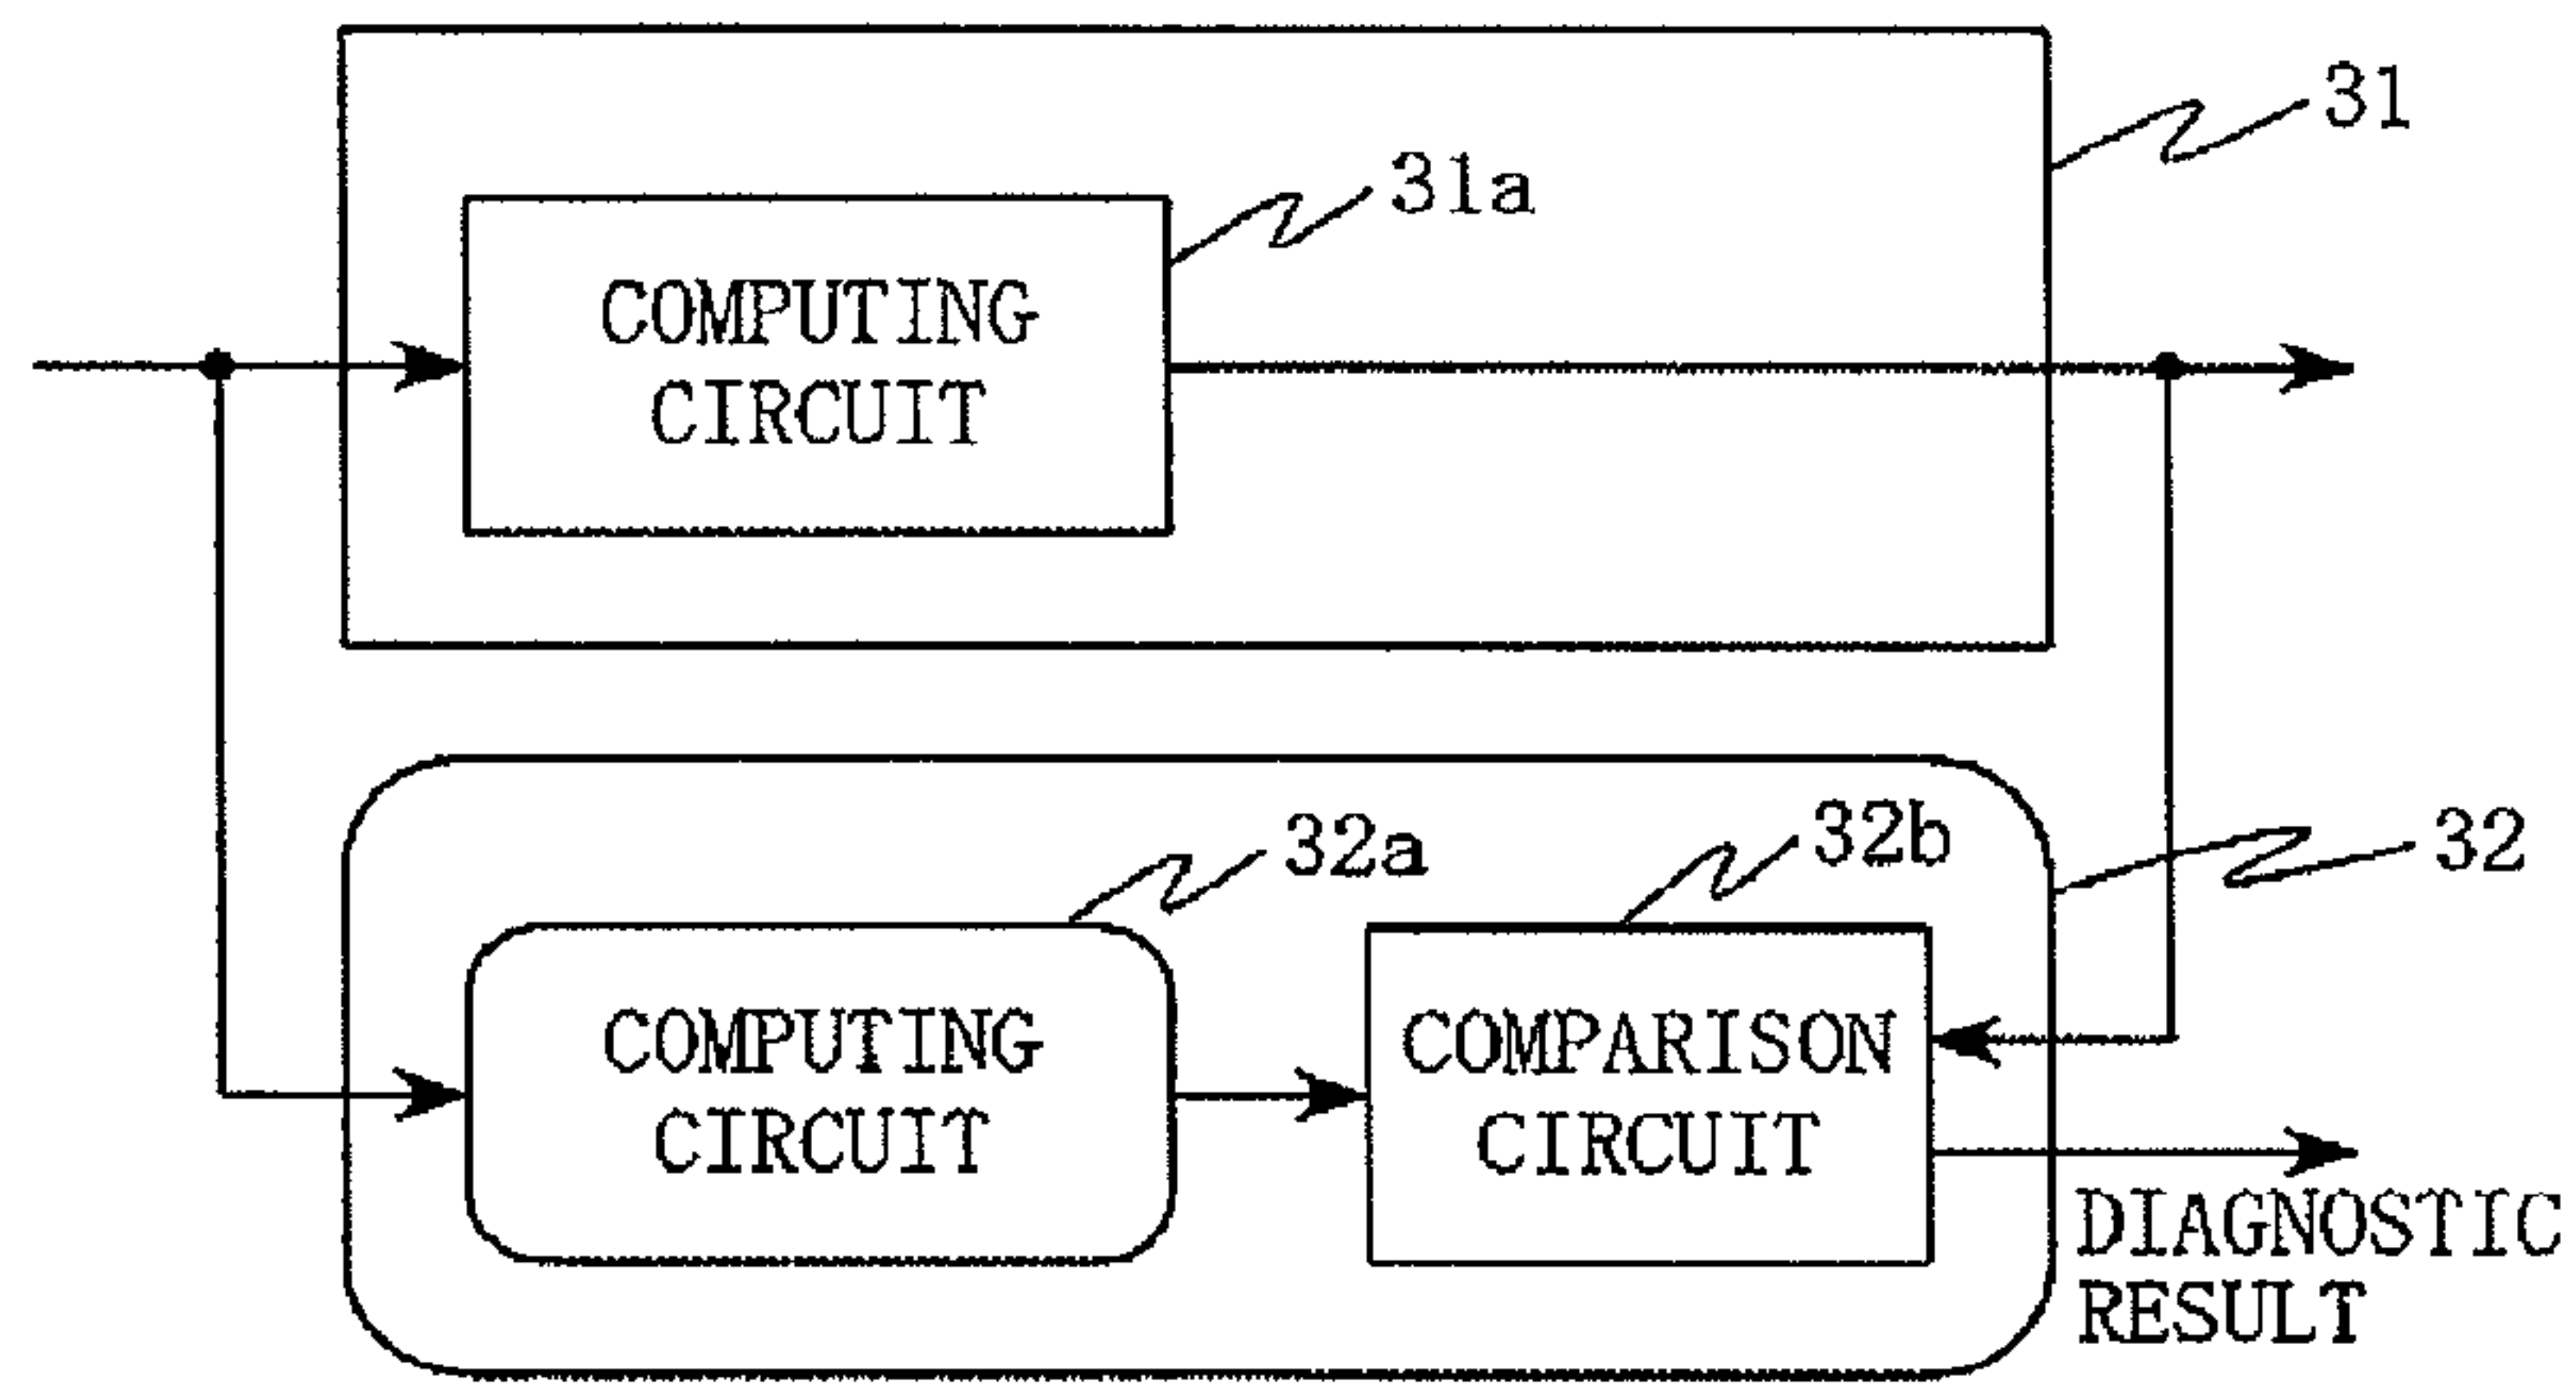 31
31a
COMPUTING
CIRCUIT
32
32a
32b
COMPUTING
CIRCUIT
COMPARISON
CIRCUIT
DIAGNOSTIC
RESULT